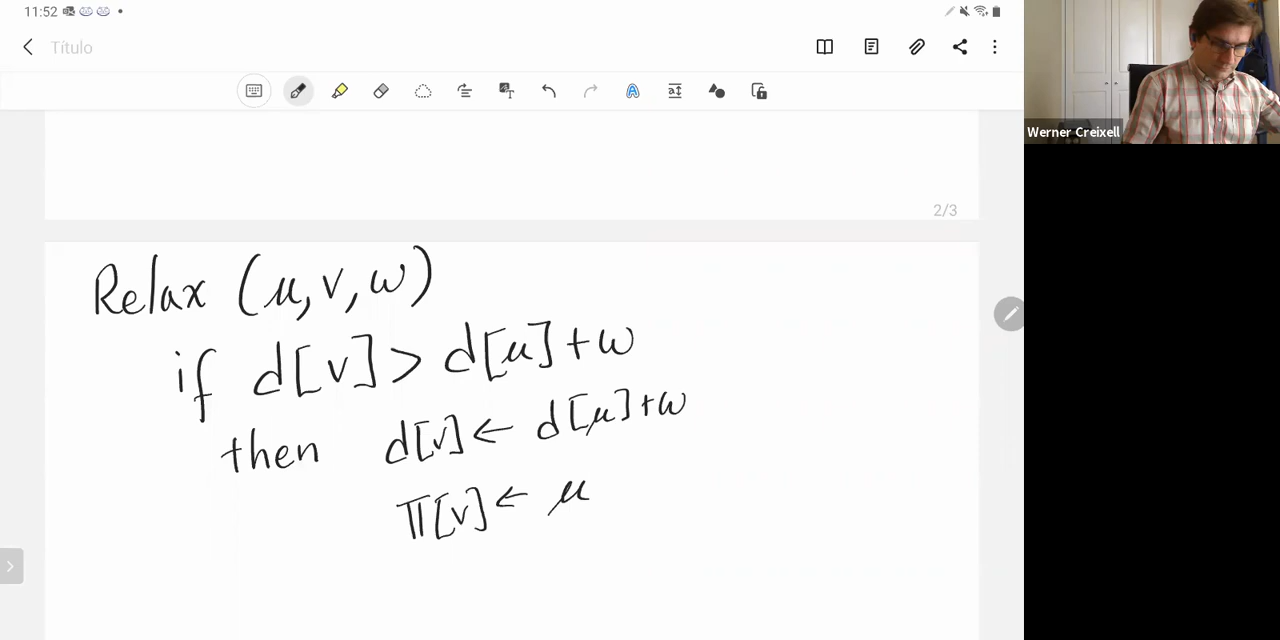 11:52
Título
Werner Creixell
2/3
Relax (μ, v, w)
if d[v] > d[μ] + w
then d[v] ← d[μ] + w
π[v] ← μ